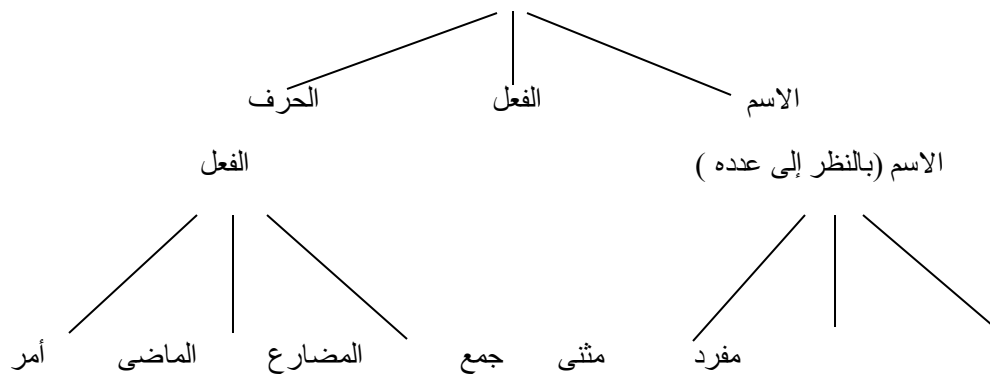 الاسم الفعل الحرف
الاسم (بالنظر إلى عدده ) الفعل
مفرد مثنى جمع المضارع الماضى أمر